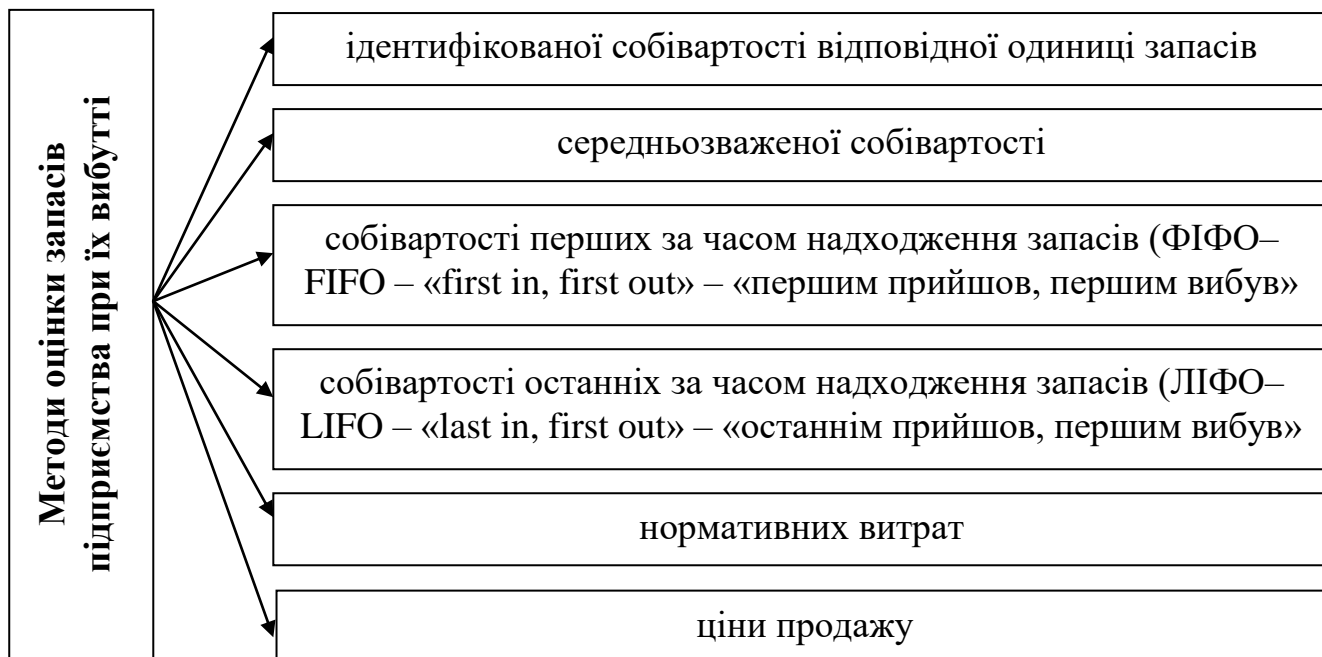 Методи оцінки запасів
підприємства при їх вибутті
ідентифікованої собівартості відповідної одиниці запасів
середньозваженої собівартості
собівартості перших за часом надходження запасів (ФІФО–
FIFO – «first in, first out» – «першим прийшов, першим вибув»
собівартості останніх за часом надходження запасів (ЛІФО–
LIFO – «last in, first out» – «останнім прийшов, першим вибув»
нормативних витрат
ціни продажу